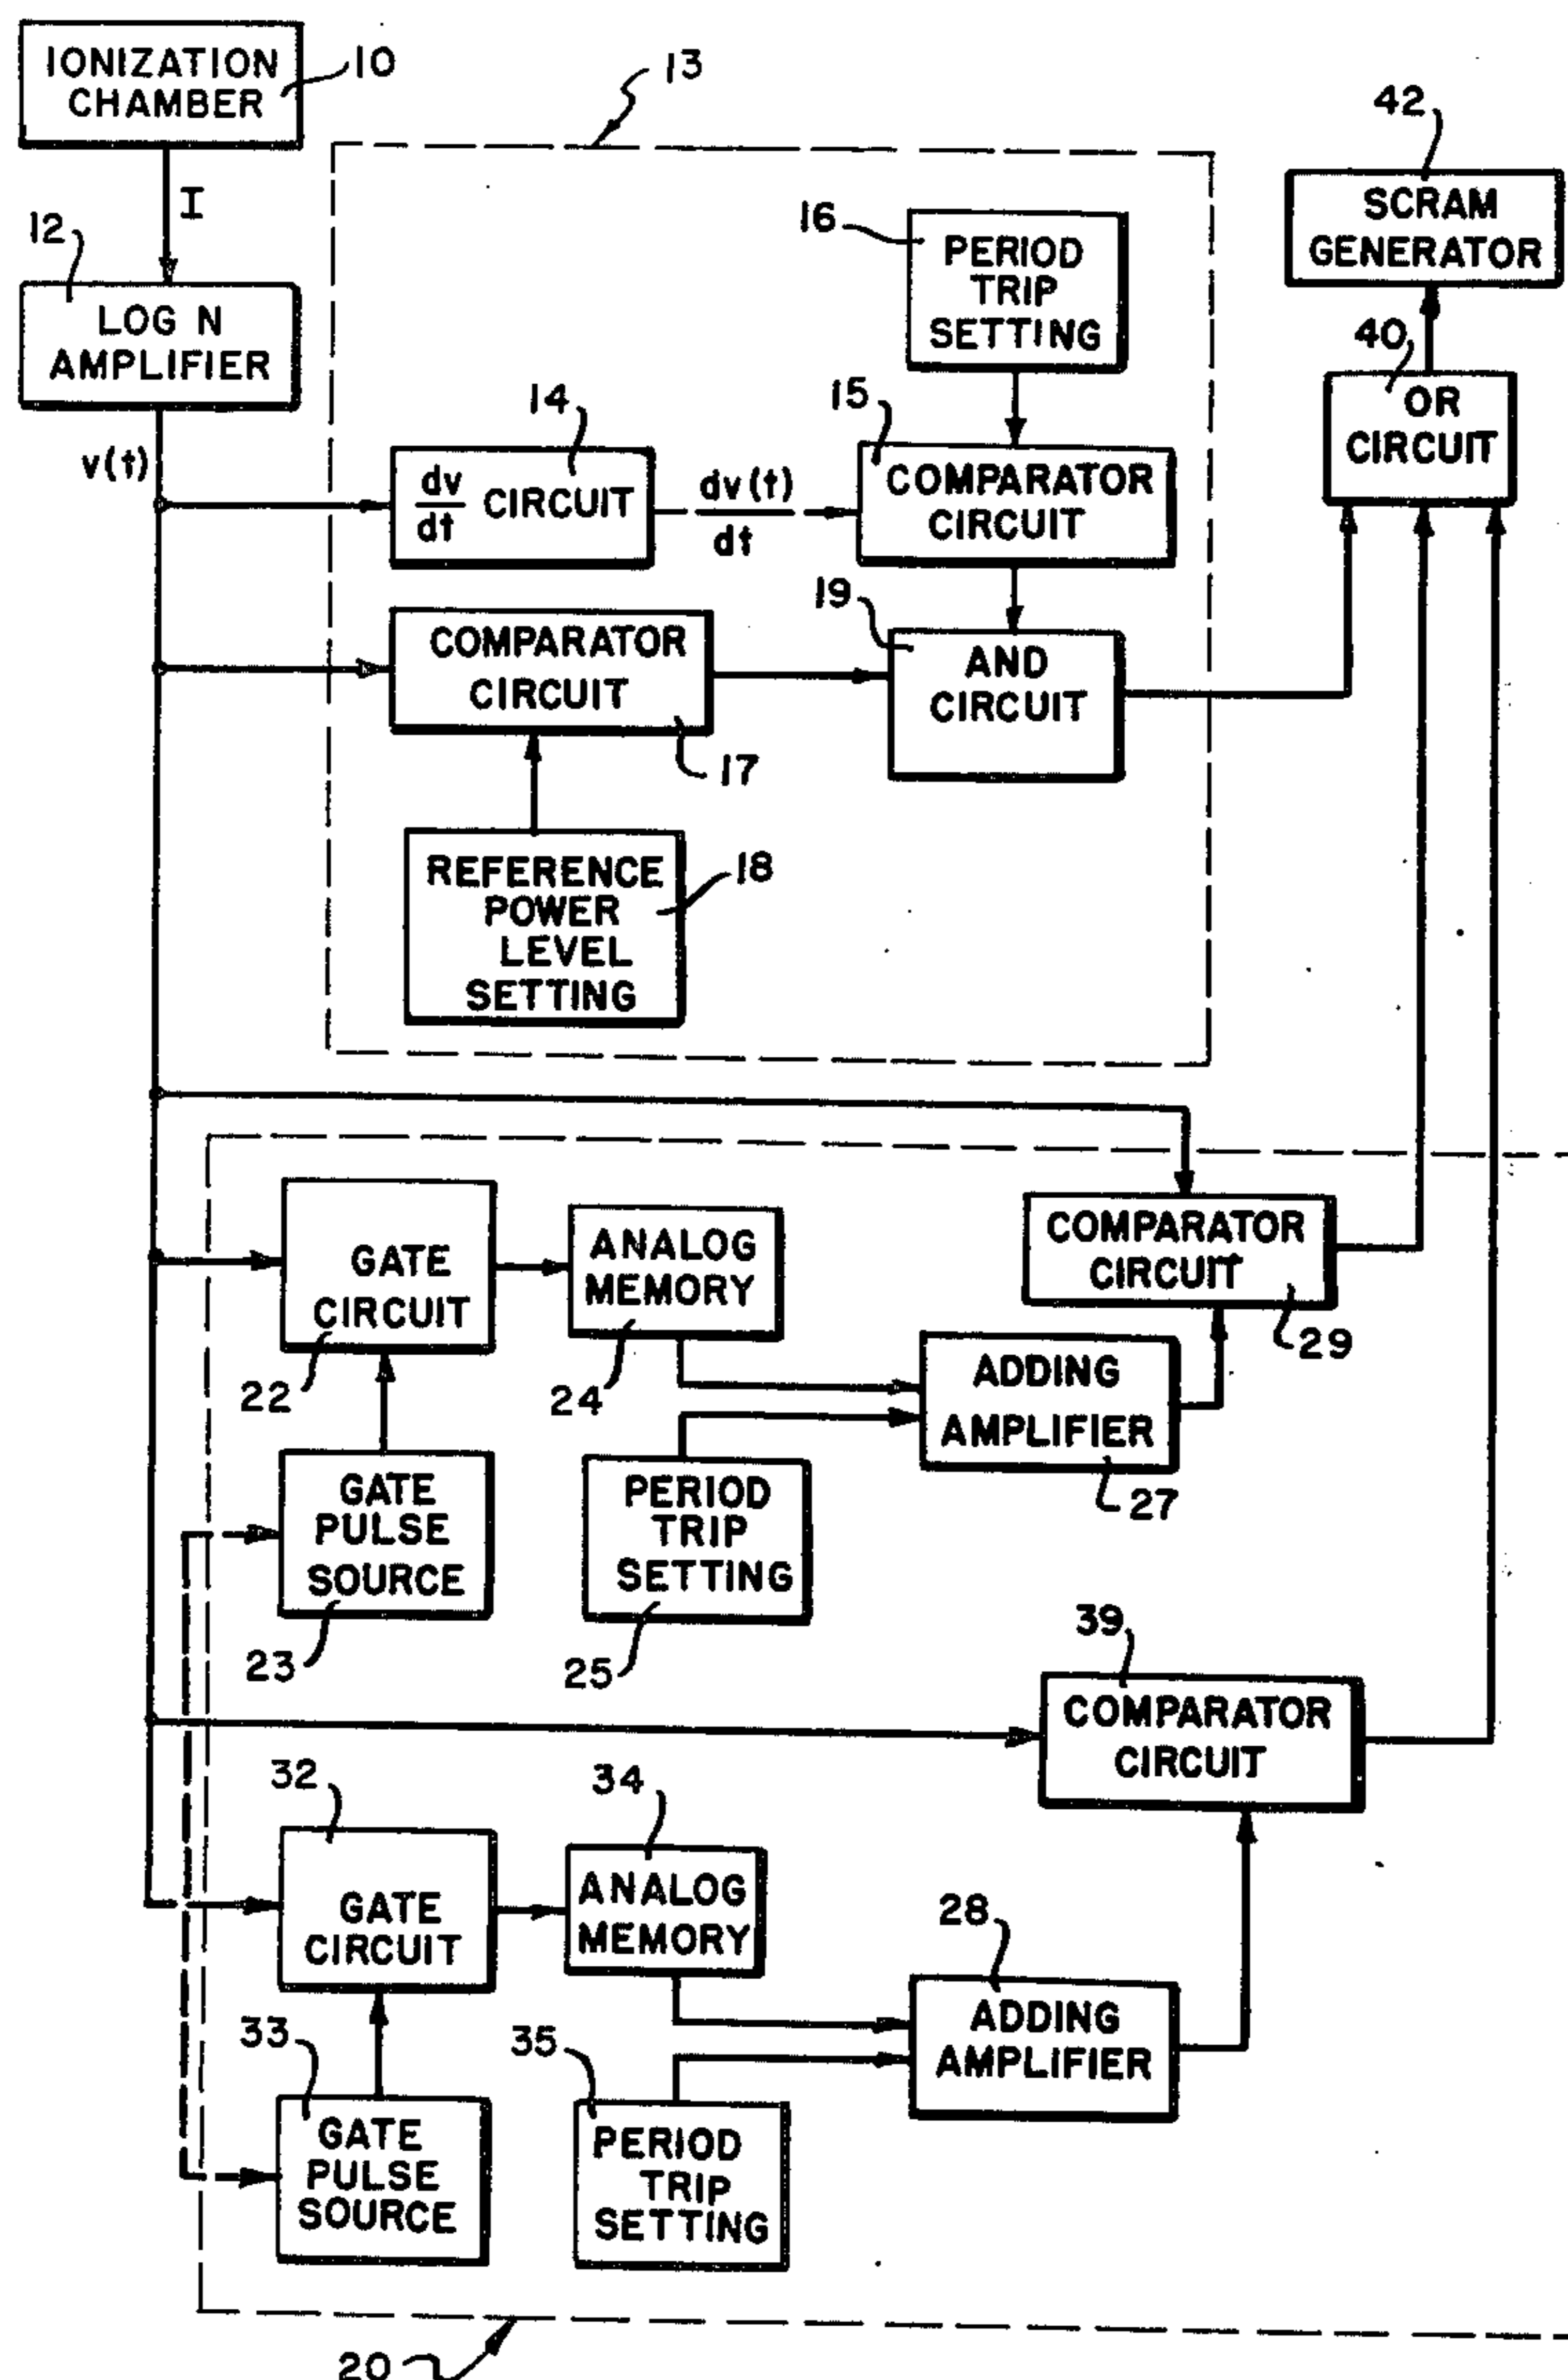 IONIZATION
CHAMBER
10
I
13
42
SCRAM
GENERATOR
12
LOG N
AMPLIFIER
16
PERIOD
TRIP
SETTING
40
OR
CIRCUIT
v(t)
14
dv
dt
CIRCUIT
dv(t)
dt
15
COMPARATOR
CIRCUIT
COMPARATOR
CIRCUIT
17
19
AND
CIRCUIT
REFERENCE
POWER
LEVEL
SETTING
18
GATE
CIRCUIT
22
ANALOG
MEMORY
24
COMPARATOR
CIRCUIT
29
ADDING
AMPLIFIER
27
GATE
PULSE
SOURCE
23
PERIOD
TRIP
SETTING
25
39
COMPARATOR
CIRCUIT
32
GATE
CIRCUIT
34
ANALOG
MEMORY
28
ADDING
AMPLIFIER
33
GATE
PULSE
SOURCE
35
PERIOD
TRIP
SETTING
20